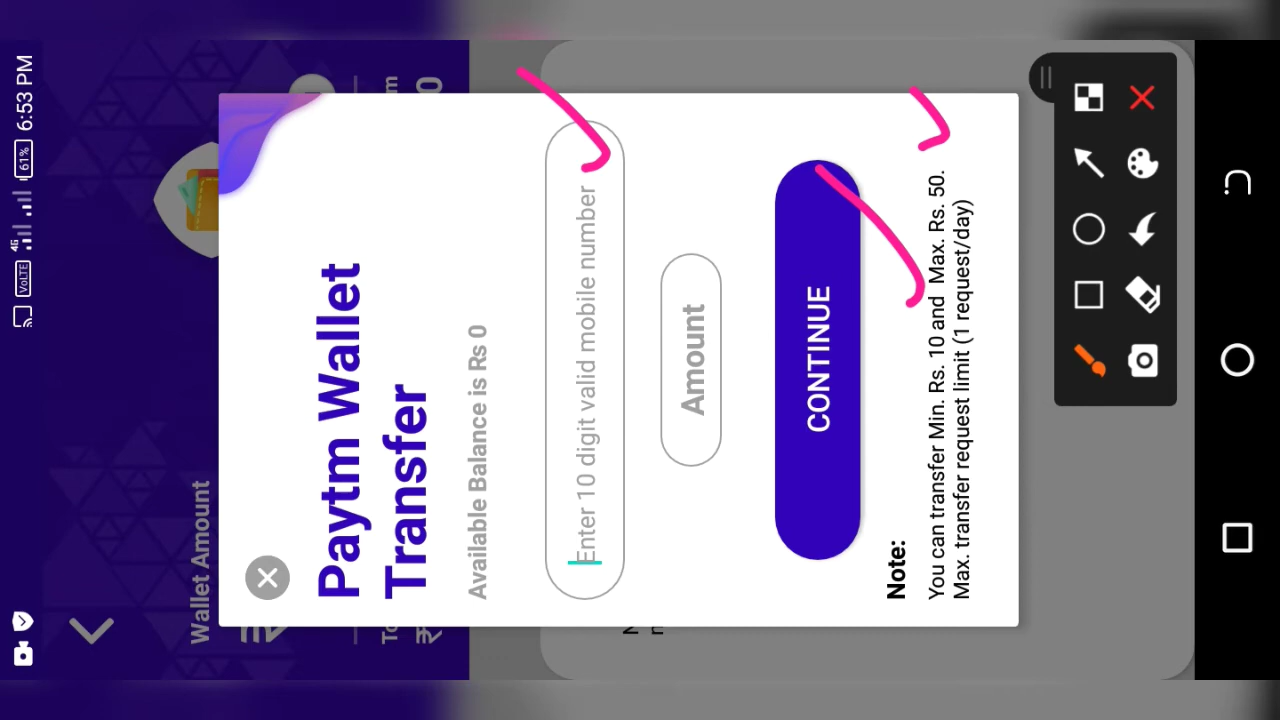 6:53 PM
61%
4G
VoLTE
Wallet Amount
Paytm Wallet
Transfer
Available Balance is Rs 0
Enter 10 digit valid mobile number
Amount
CONTINUE
Note:
You can transfer Min. Rs. 10 and Max. Rs. 50.
Max. transfer request limit (1 request/day)